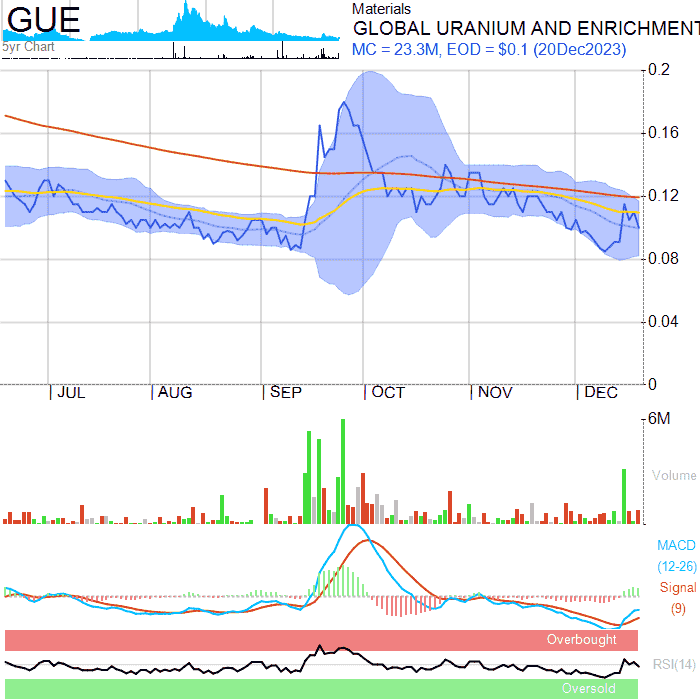 GUE
5yr Chart
Materials
GLOBAL URANIUM AND ENRICHMENT
MC = 23.3M, EOD = $0.1 (20Dec2023)
0.2
0.16
0.12
0.08
0.04
0
JUL AUG SEP OCT NOV DEC
6M
Volume
MACD
(12-26)
Signal
(9)
Overbought
RSI(14)
Oversold